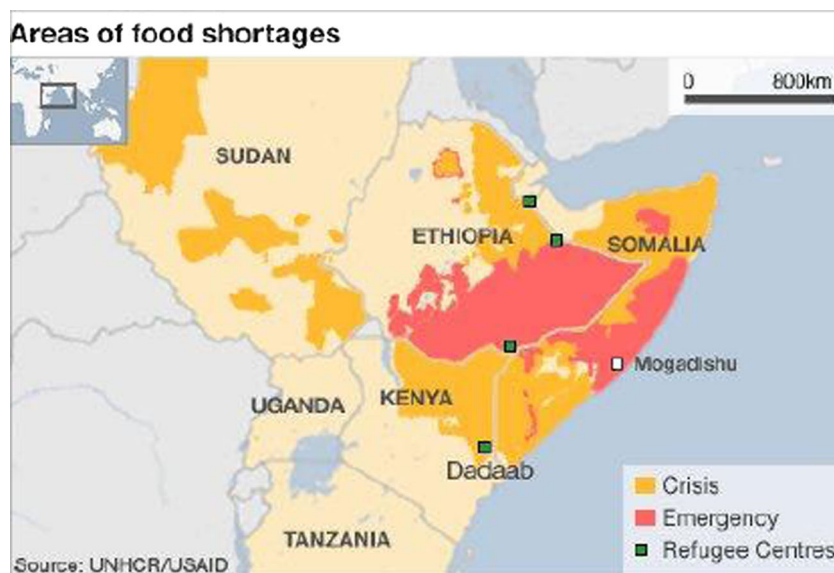 Areas of food shortages
0 800km
SUDAN
ETHIOPIA
SOMALIA
Mogadishu
KENYA
UGANDA
Dadaab
Crisis
Emergency
Refugee Centres
TANZANIA
Source: UNHCR/USAID